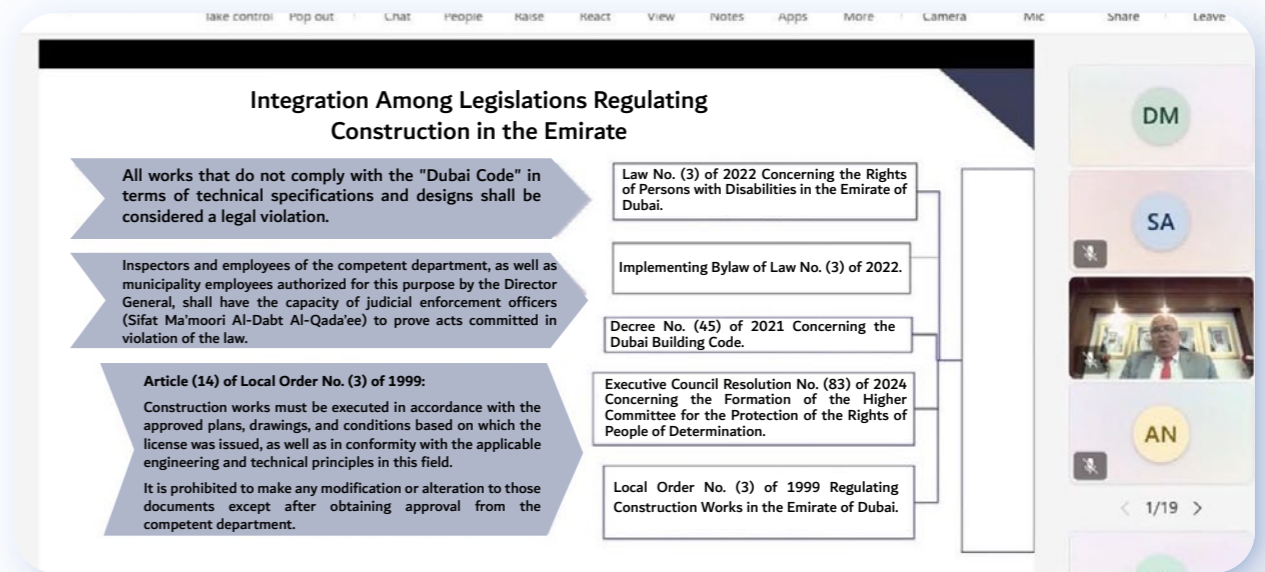 Take control Pop out Chat People Raise React View Notes Apps More Camera Mic Share Leave
Integration Among Legislations Regulating
Construction in the Emirate
All works that do not comply with the "Dubai Code" in
terms of technical specifications and designs shall be
considered a legal violation.
Inspectors and employees of the competent department, as well as
municipality employees authorized for this purpose by the Director
General, shall have the capacity of judicial enforcement officers
(Sifat Ma'moori Al-Dabt Al-Qada'ee) to prove acts committed in
violation of the law.
Article (14) of Local Order No. (3) of 1999:
Construction works must be executed in accordance with the
approved plans, drawings, and conditions based on which the
license was issued, as well as in conformity with the applicable
engineering and technical principles in this field.
It is prohibited to make any modification or alteration to those
documents except after obtaining approval from the
competent department.
Law No. (3) of 2022 Concerning the Rights
of Persons with Disabilities in the Emirate of
Dubai.
Implementing Bylaw of Law No. (3) of 2022.
Decree No. (45) of 2021 Concerning the
Dubai Building Code.
Executive Council Resolution No. (83) of 2024
Concerning the Formation of the Higher
Committee for the Protection of the Rights of
People of Determination.
Local Order No. (3) of 1999 Regulating
Construction Works in the Emirate of Dubai.
DM
SA
AN
1/19